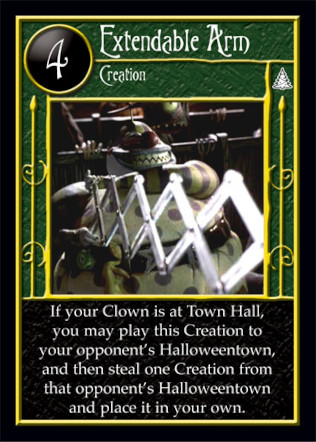 4
Extendable Arm
Creation
If your Clown is at Town Hall,
you may play this Creation to
your opponent's Halloweentown,
and then steal one Creation from
that opponent's Halloweentown
and place it in your own.